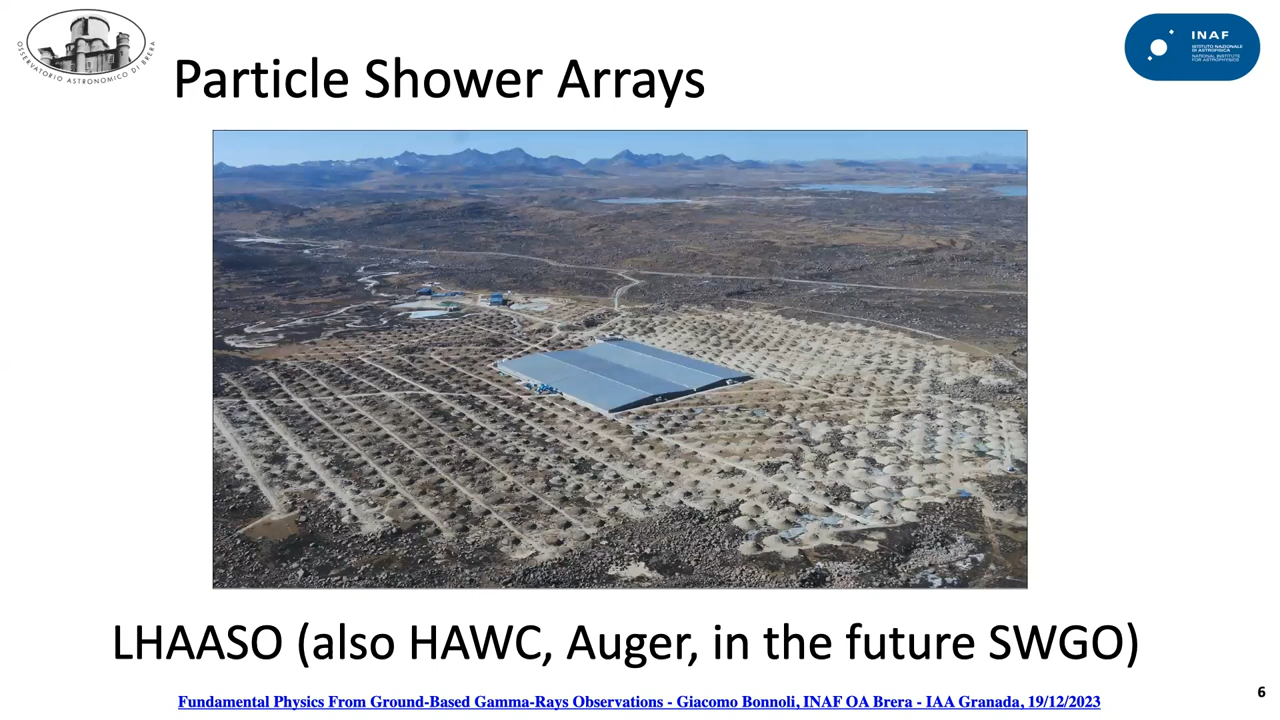 OSSERVATORIO ASTRONOMICO DI BRERA
INAF
ISTITUTO NAZIONALE
DI ASTROFISICA
NATIONAL INSTITUTE
FOR ASTROPHYSICS
Particle Shower Arrays
LHAASO (also HAWC, Auger, in the future SWGO)
Fundamental Physics From Ground-Based Gamma-Rays Observations - Giacomo Bonnoli, INAF OA Brera - IAA Granada, 19/12/2023
6